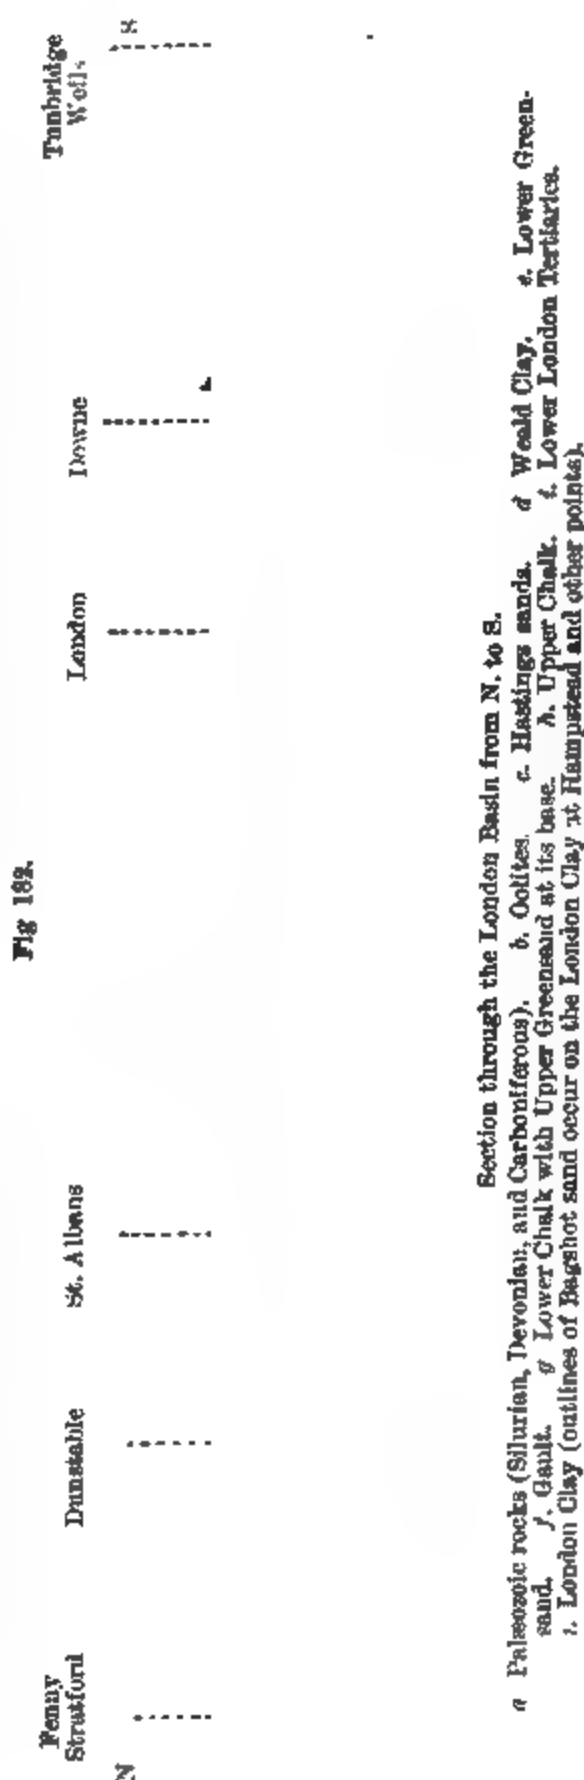 Fig 182.
N
Fenny
Stratford
Dunstable
St. Albans
London
Downe
Tunbridge
Wells
S
Section through the London Basin from N. to S.
a Palæozoic rocks (Silurian, Devonian, and Carboniferous). b. Oolites. c. Hastings sands. d Weald Clay. e. Lower Green-
sand. f. Gault. g Lower Chalk with Upper Greensand at its base. h. Upper Chalk. i. Lower London Tertiaries.
London Clay (outlines of Bagshot sand occur on the London Clay at Hampstead and other points).